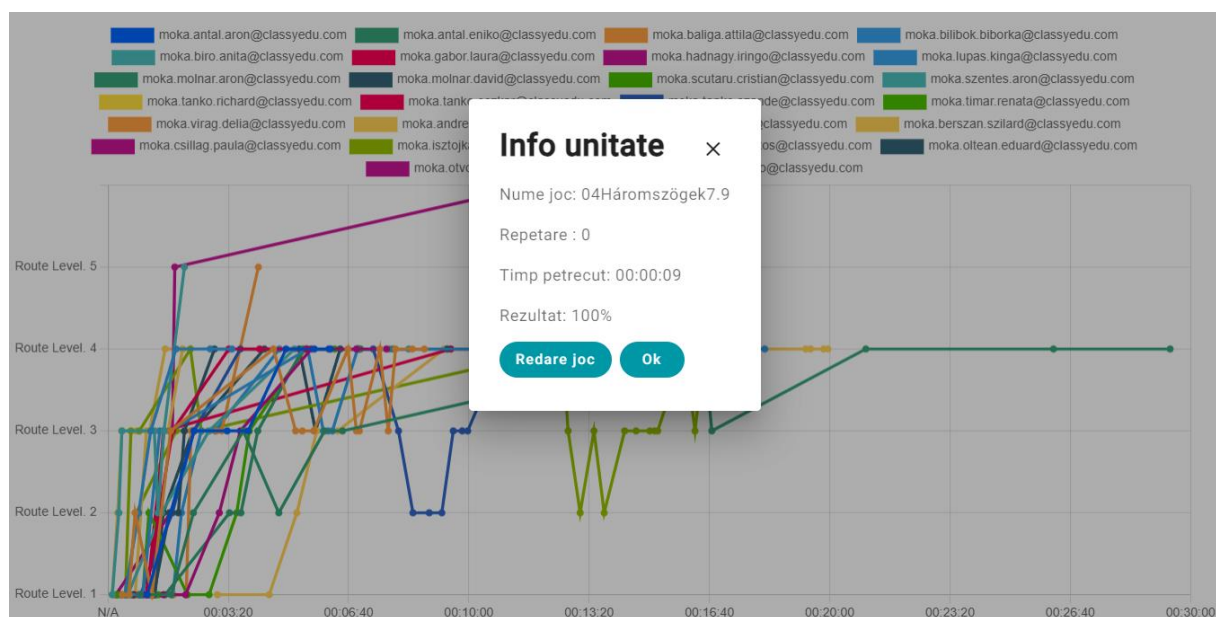 moka.antal.aron@classyedu.com moka.antal.eniko@classyedu.com moka.baliga.attila@classyedu.com moka.bilibok.biborka@classyedu.com
moka.biro.anita@classyedu.com moka.gabor.laura@classyedu.com moka.hadnagy.iringo@classyedu.com moka.lupas.kinga@classyedu.com
moka.molnar.aron@classyedu.com moka.molnar.david@classyedu.com moka.scutaru.cristian@classyedu.com moka.szentes.aron@classyedu.com
moka.tanko.richard@classyedu.com moka.timar.renata@classyedu.com
moka.virag.delia@classyedu.com moka.berszan.szilard@classyedu.com
moka.csillag.paula@classyedu.com moka.oltean.eduard@classyedu.com
Info unitate ×
Nume joc: 04Háromszögek7.9
Repetare : 0
Timp petrecut: 00:00:09
Rezultat: 100%
Redare joc Ok
Route Level. 5
Route Level. 4
Route Level. 3
Route Level. 2
Route Level. 1
N/A 00:03:20 00:06:40 00:10:00 00:13:20 00:16:40 00:20:00 00:23:20 00:26:40 00:30:00